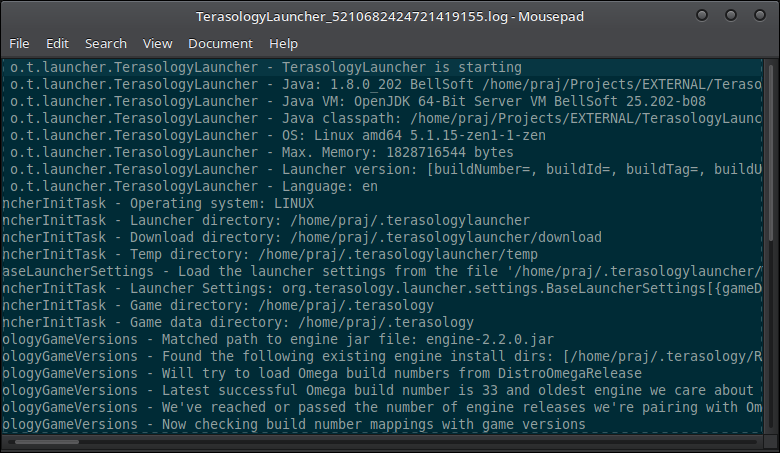 TerasologyLauncher_5210682424721419155.log - Mousepad
File Edit Search View Document Help
o.t.launcher.TerasologyLauncher - TerasologyLauncher is starting
o.t.launcher.TerasologyLauncher - Java: 1.8.0_202 BellSoft /home/praj/Projects/EXTERNAL/Teraso
o.t.launcher.TerasologyLauncher - Java VM: OpenJDK 64-Bit Server VM BellSoft 25.202-b08
o.t.launcher.TerasologyLauncher - Java classpath: /home/praj/Projects/EXTERNAL/TerasologyLaunc
o.t.launcher.TerasologyLauncher - OS: Linux amd64 5.1.15-zen1-1-zen
o.t.launcher.TerasologyLauncher - Max. Memory: 1828716544 bytes
o.t.launcher.TerasologyLauncher - Launcher version: [buildNumber=, buildId=, buildTag=, buildU
o.t.launcher.TerasologyLauncher - Language: en
ncherInitTask - Operating system: LINUX
ncherInitTask - Launcher directory: /home/praj/.terasologylauncher
ncherInitTask - Download directory: /home/praj/.terasologylauncher/download
ncherInitTask - Temp directory: /home/praj/.terasologylauncher/temp
aseLauncherSettings - Load the launcher settings from the file '/home/praj/.terasologylauncher/
ncherInitTask - Launcher Settings: org.terasology.launcher.settings.BaseLauncherSettings[{gameD
ncherInitTask - Game directory: /home/praj/.terasology
ncherInitTask - Game data directory: /home/praj/.terasology
ologyGameVersions - Matched path to engine jar file: engine-2.2.0.jar
ologyGameVersions - Found the following existing engine install dirs: [/home/praj/.terasology/R
ologyGameVersions - Will try to load Omega build numbers from DistroOmegaRelease
ologyGameVersions - Latest successful Omega build number is 33 and oldest engine we care about
ologyGameVersions - We've reached or passed the number of engine releases we're pairing with Om
ologyGameVersions - Now checking build number mappings with game versions